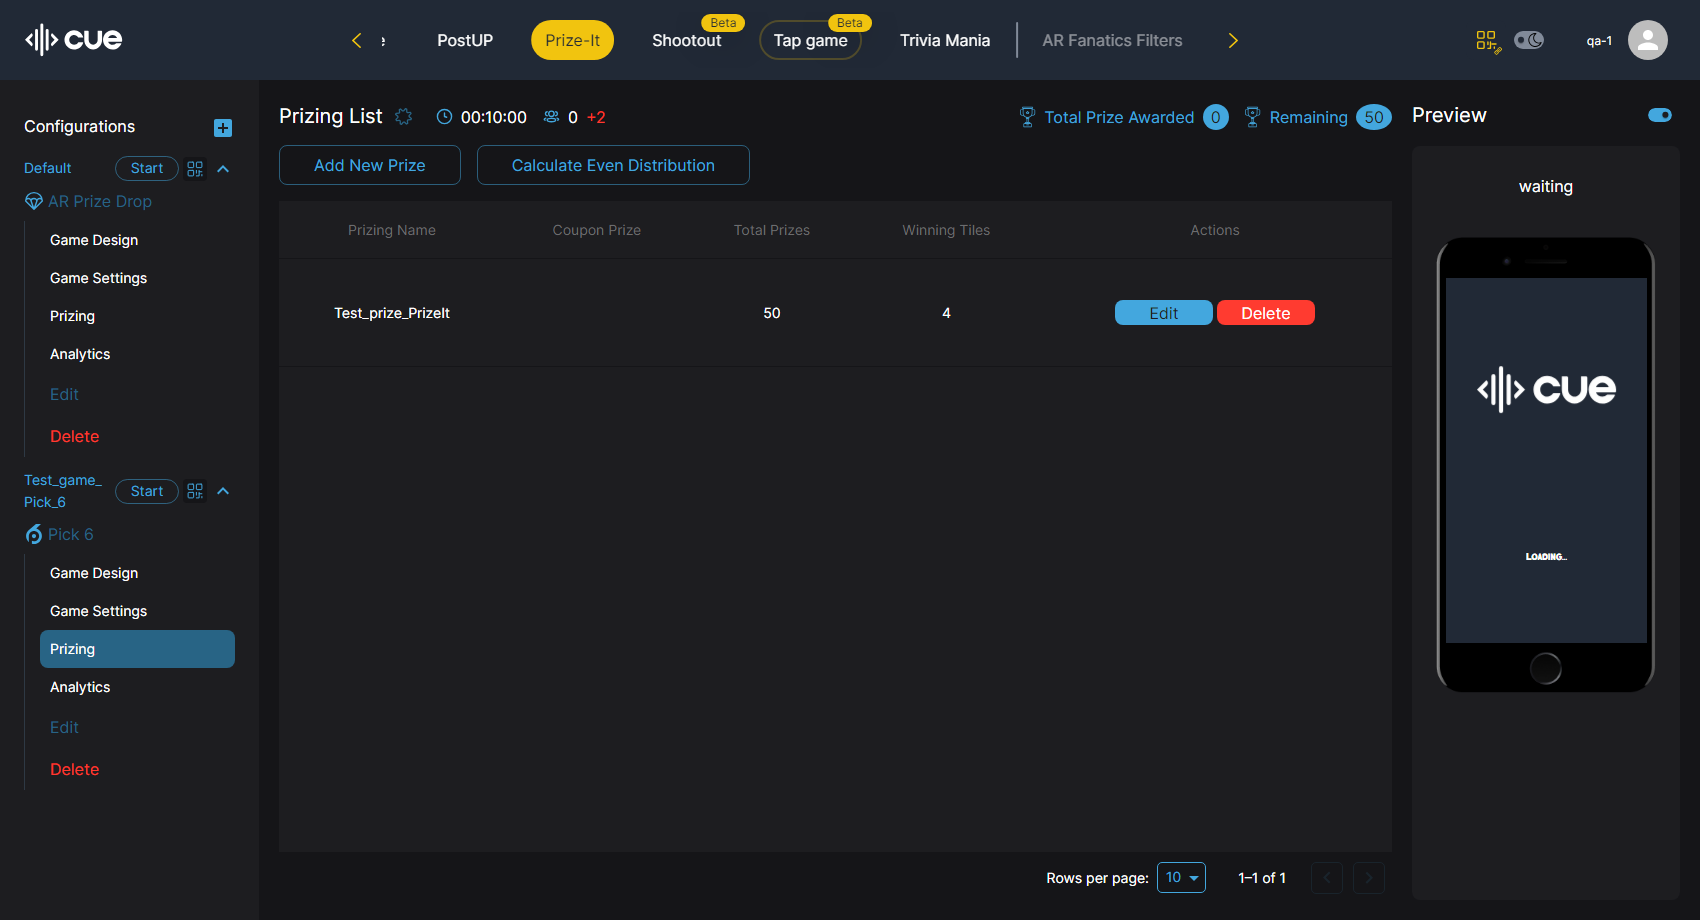 cue
PostUP
Prize-It
Shootout
Beta
Tap game
Beta
Trivia Mania
AR Fanatics Filters
qa-1
Configurations
Default
Start
AR Prize Drop
Game Design
Game Settings
Prizing
Analytics
Edit
Delete
Test_game_
Pick_6
Start
Pick 6
Game Design
Game Settings
Prizing
Analytics
Edit
Delete
Prizing List
00:10:00
0 +2
Total Prize Awarded 0
Remaining 50
Add New Prize
Calculate Even Distribution
Prizing Name Coupon Prize Total Prizes Winning Tiles Actions
Test_prize_PrizeIt 50 4 Edit Delete
Rows per page: 10 1–1 of 1
Preview
waiting
cue
LOADING...